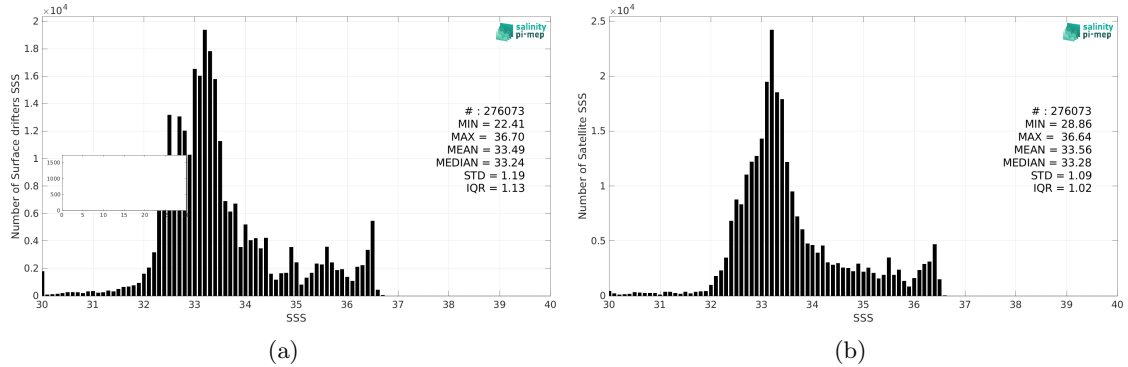 ×10⁴
2
1.8
1.6
1.4
1.2
1
0.8
0.6
0.4
0.2
0
Number of Surface drifters SSS
salinity
pi-mep
# : 276073
MIN = 22.41
MAX = 36.70
MEAN = 33.49
MEDIAN = 33.24
STD = 1.19
IQR = 1.13
1500
1000
500
0
0 5 10 15 20
30 31 32 33 34 35 36 37 38 39 40
SSS
(a)
×10⁴
2.5
2
1.5
1
0.5
0
Number of Satellite SSS
salinity
pi-mep
# : 276073
MIN = 28.86
MAX = 36.64
MEAN = 33.56
MEDIAN = 33.28
STD = 1.09
IQR = 1.02
30 31 32 33 34 35 36 37 38 39 40
SSS
(b)